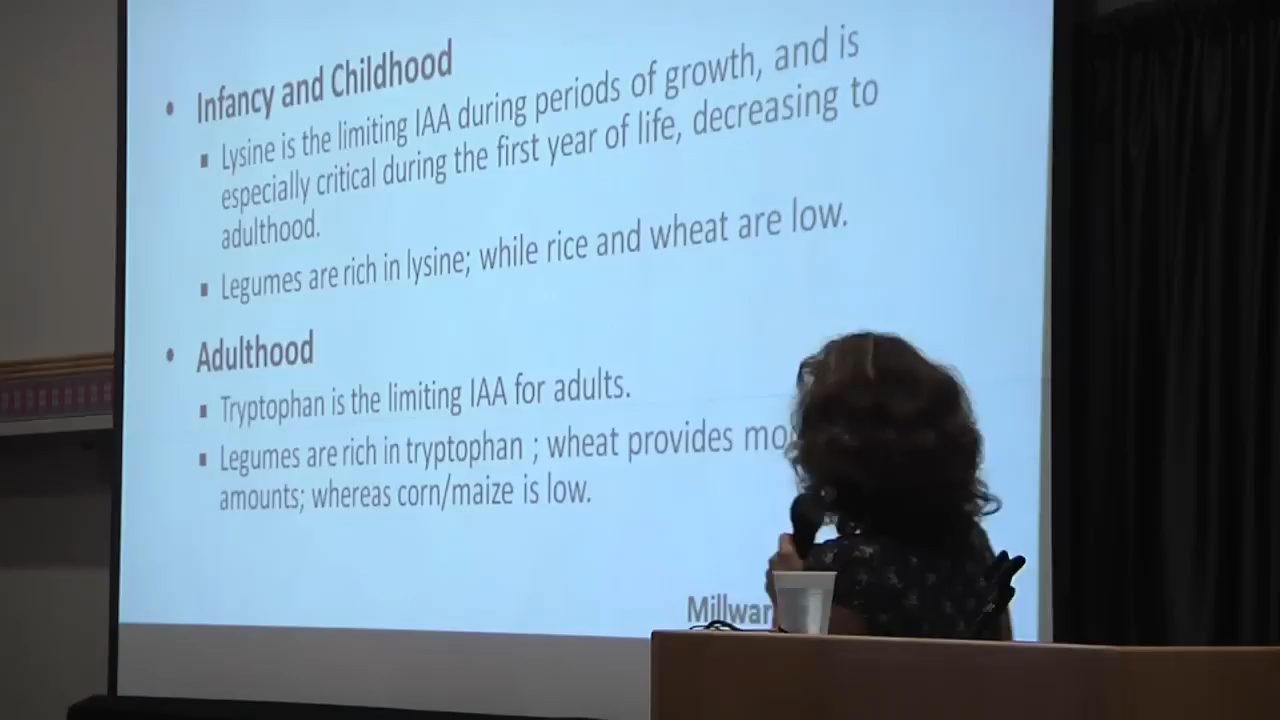 • Infancy and Childhood
▪ Lysine is the limiting IAA during periods of growth, and is
especially critical during the first year of life, decreasing to
adulthood.
▪ Legumes are rich in lysine; while rice and wheat are low.
• Adulthood
▪ Tryptophan is the limiting IAA for adults.
▪ Legumes are rich in tryptophan ; wheat provides
amounts; whereas corn/maize is low.